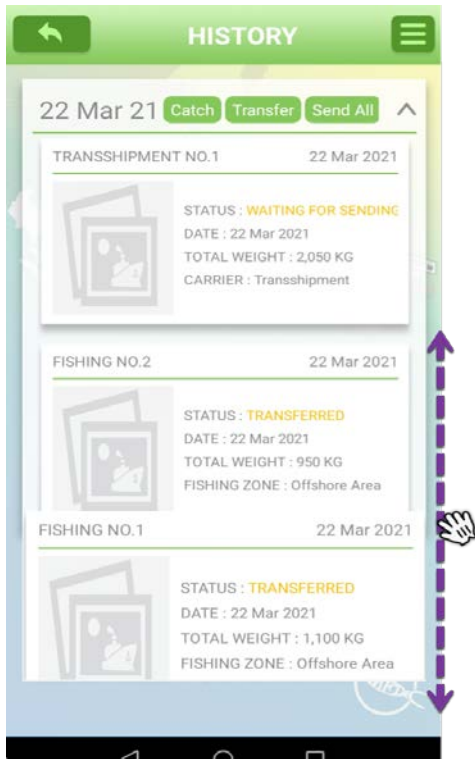 HISTORY
22 Mar 21 Catch Transfer Send All
TRANSSHIPMENT NO.1 22 Mar 2021
STATUS : WAITING FOR SENDING
DATE : 22 Mar 2021
TOTAL WEIGHT : 2,050 KG
CARRIER : Transshipment
FISHING NO.2 22 Mar 2021
STATUS : TRANSFERRED
DATE : 22 Mar 2021
TOTAL WEIGHT : 950 KG
FISHING ZONE : Offshore Area
FISHING NO.1 22 Mar 2021
STATUS : TRANSFERRED
DATE : 22 Mar 2021
TOTAL WEIGHT : 1,100 KG
FISHING ZONE : Offshore Area